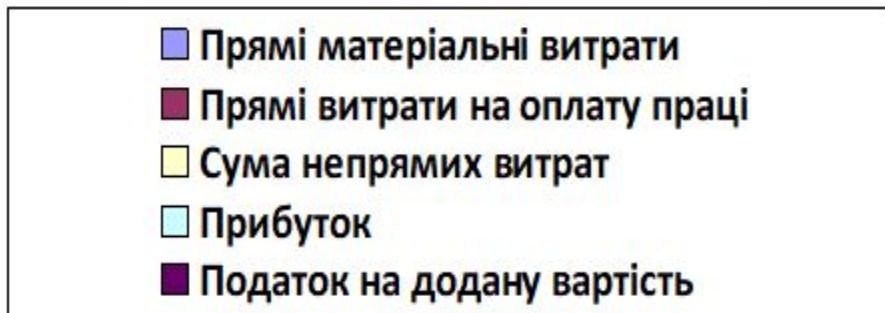 Прямі матеріальні витрати
Прямі витрати на оплату праці
Сума непрямих витрат
Прибуток
Податок на додану вартість